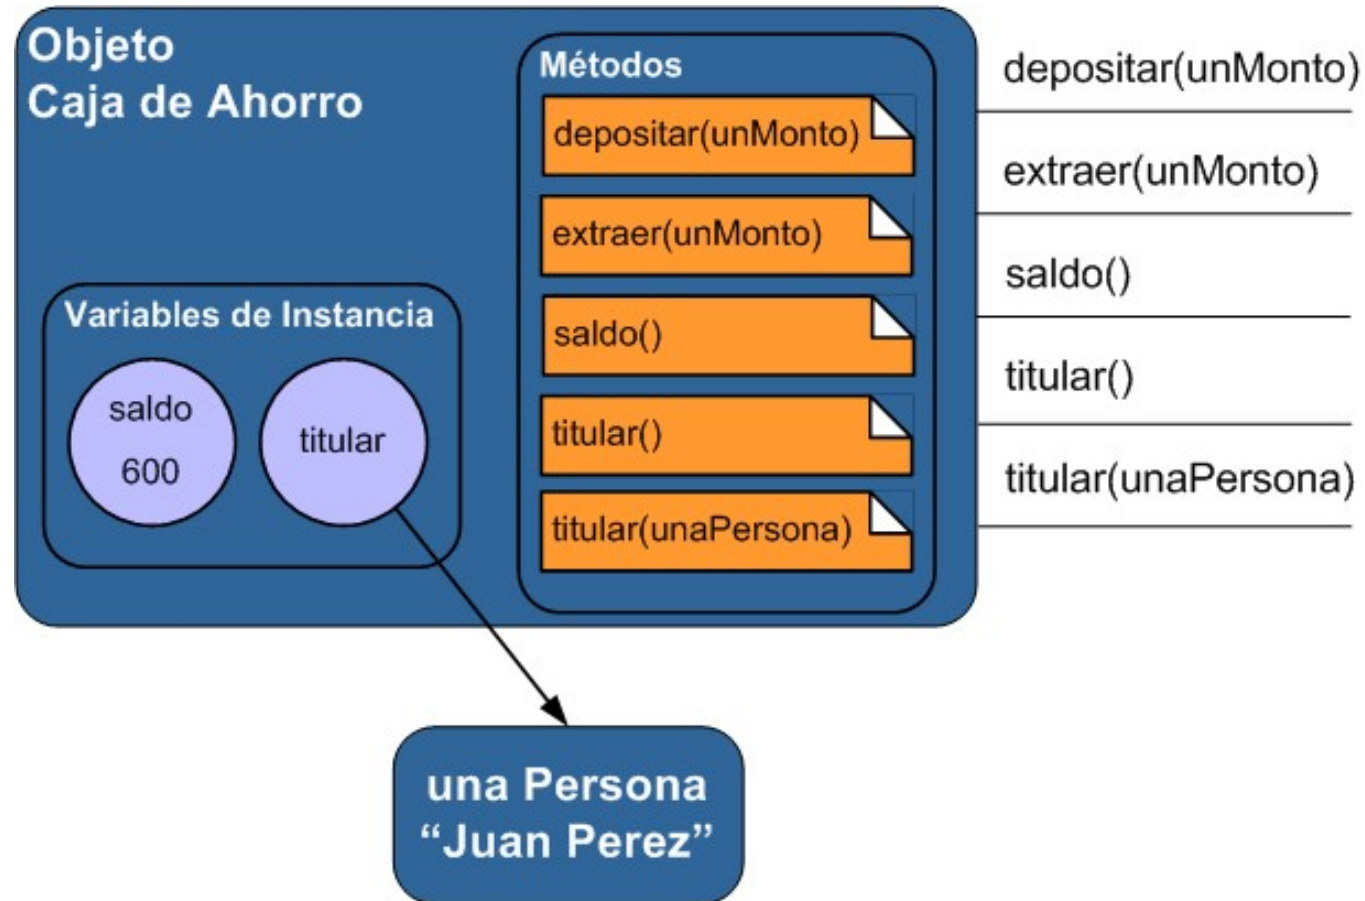 Objeto
Caja de Ahorro
Variables de Instancia
saldo
600
titular
Métodos
depositar(unMonto)
extraer(unMonto)
saldo()
titular()
titular(unaPersona)
depositar(unMonto)
extraer(unMonto)
saldo()
titular()
titular(unaPersona)
una Persona
“Juan Perez”